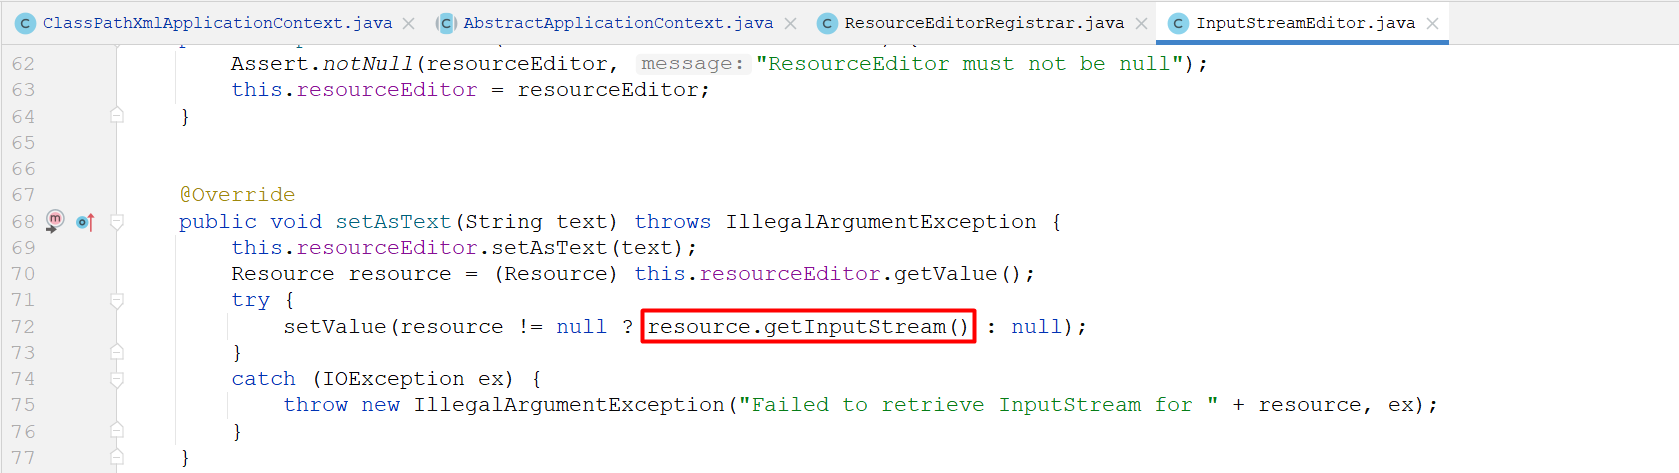 ClassPathXmlApplicationContext.java AbstractApplicationContext.java ResourceEditorRegistrar.java InputStreamEditor.java
62 Assert.notNull(resourceEditor, message: "ResourceEditor must not be null");
63 this.resourceEditor = resourceEditor;
64 }
65
66
67 @Override
68 public void setAsText(String text) throws IllegalArgumentException {
69 this.resourceEditor.setAsText(text);
70 Resource resource = (Resource) this.resourceEditor.getValue();
71 try {
72 setValue(resource != null ? resource.getInputStream() : null);
73 }
74 catch (IOException ex) {
75 throw new IllegalArgumentException("Failed to retrieve InputStream for " + resource, ex);
76 }
77 }